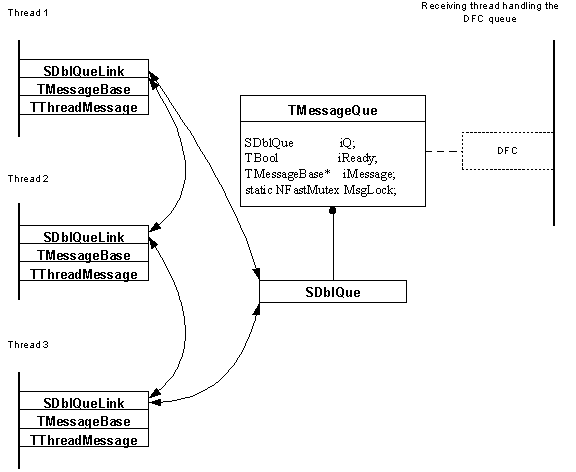 Thread 1
Receiving thread handling the
DFC queue
SDblQueLink
TMessageBase
TThreadMessage
TMessageQue
SDblQue iQ;
TBool iReady;
TMessageBase* iMessage;
static NFastMutex MsgLock;
DFC
Thread 2
SDblQueLink
TMessageBase
TThreadMessage
SDblQue
Thread 3
SDblQueLink
TMessageBase
TThreadMessage